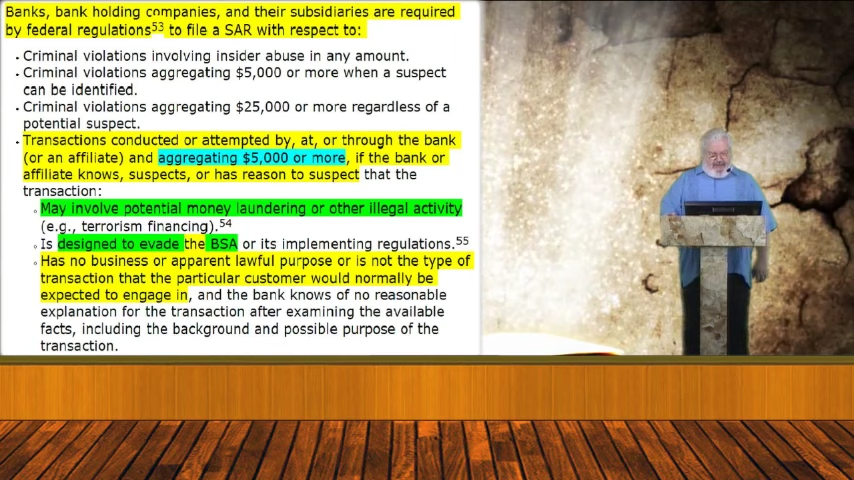 Banks, bank holding companies, and their subsidiaries are required
by federal regulations53 to file a SAR with respect to:
• Criminal violations involving insider abuse in any amount.
• Criminal violations aggregating $5,000 or more when a suspect
can be identified.
• Criminal violations aggregating $25,000 or more regardless of a
potential suspect.
• Transactions conducted or attempted by, at, or through the bank
(or an affiliate) and aggregating $5,000 or more, if the bank or
affiliate knows, suspects, or has reason to suspect that the
transaction:
◦ May involve potential money laundering or other illegal activity
(e.g., terrorism financing).54
◦ Is designed to evade the BSA or its implementing regulations.55
◦ Has no business or apparent lawful purpose or is not the type of
transaction that the particular customer would normally be
expected to engage in, and the bank knows of no reasonable
explanation for the transaction after examining the available
facts, including the background and possible purpose of the
transaction.